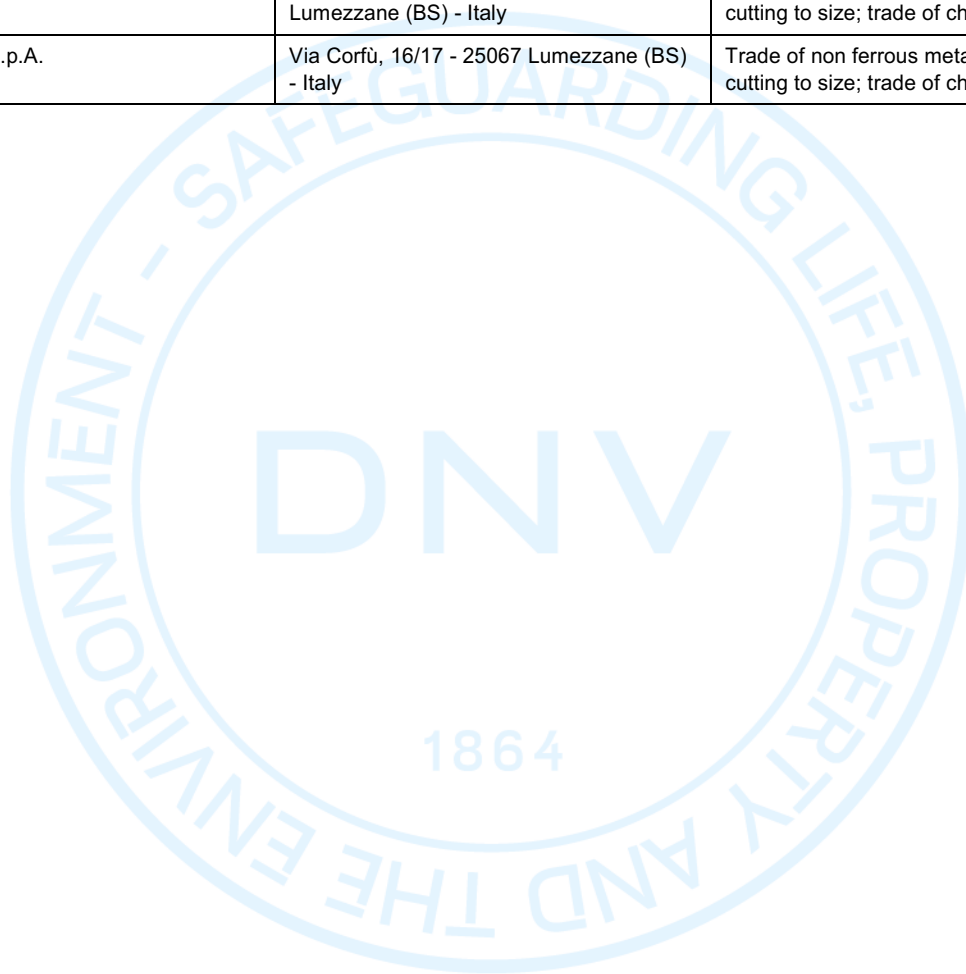 Lumezzane (BS) - Italy
cutting to size; trade of ch
.p.A.
Via Corfù, 16/17 - 25067 Lumezzane (BS)
- Italy
Trade of non ferrous meta
cutting to size; trade of ch
SAFEGUARDING LIFE, PROPERTY AND THE ENVIRONMENT -
DNV
1864